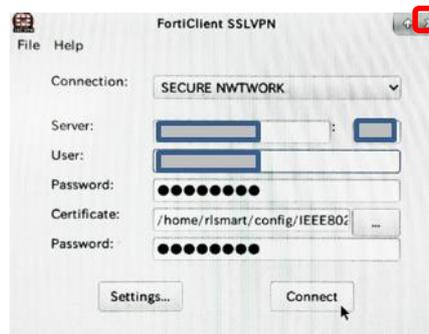 FortiClient SSLVPN
File Help
Connection: SECURE NWTWORK
Server: :
User:
Password: ●●●●●●●●
Certificate: /home/rlsmart/config/IEEE802 ...
Password: ●●●●●●●●
Settings... Connect